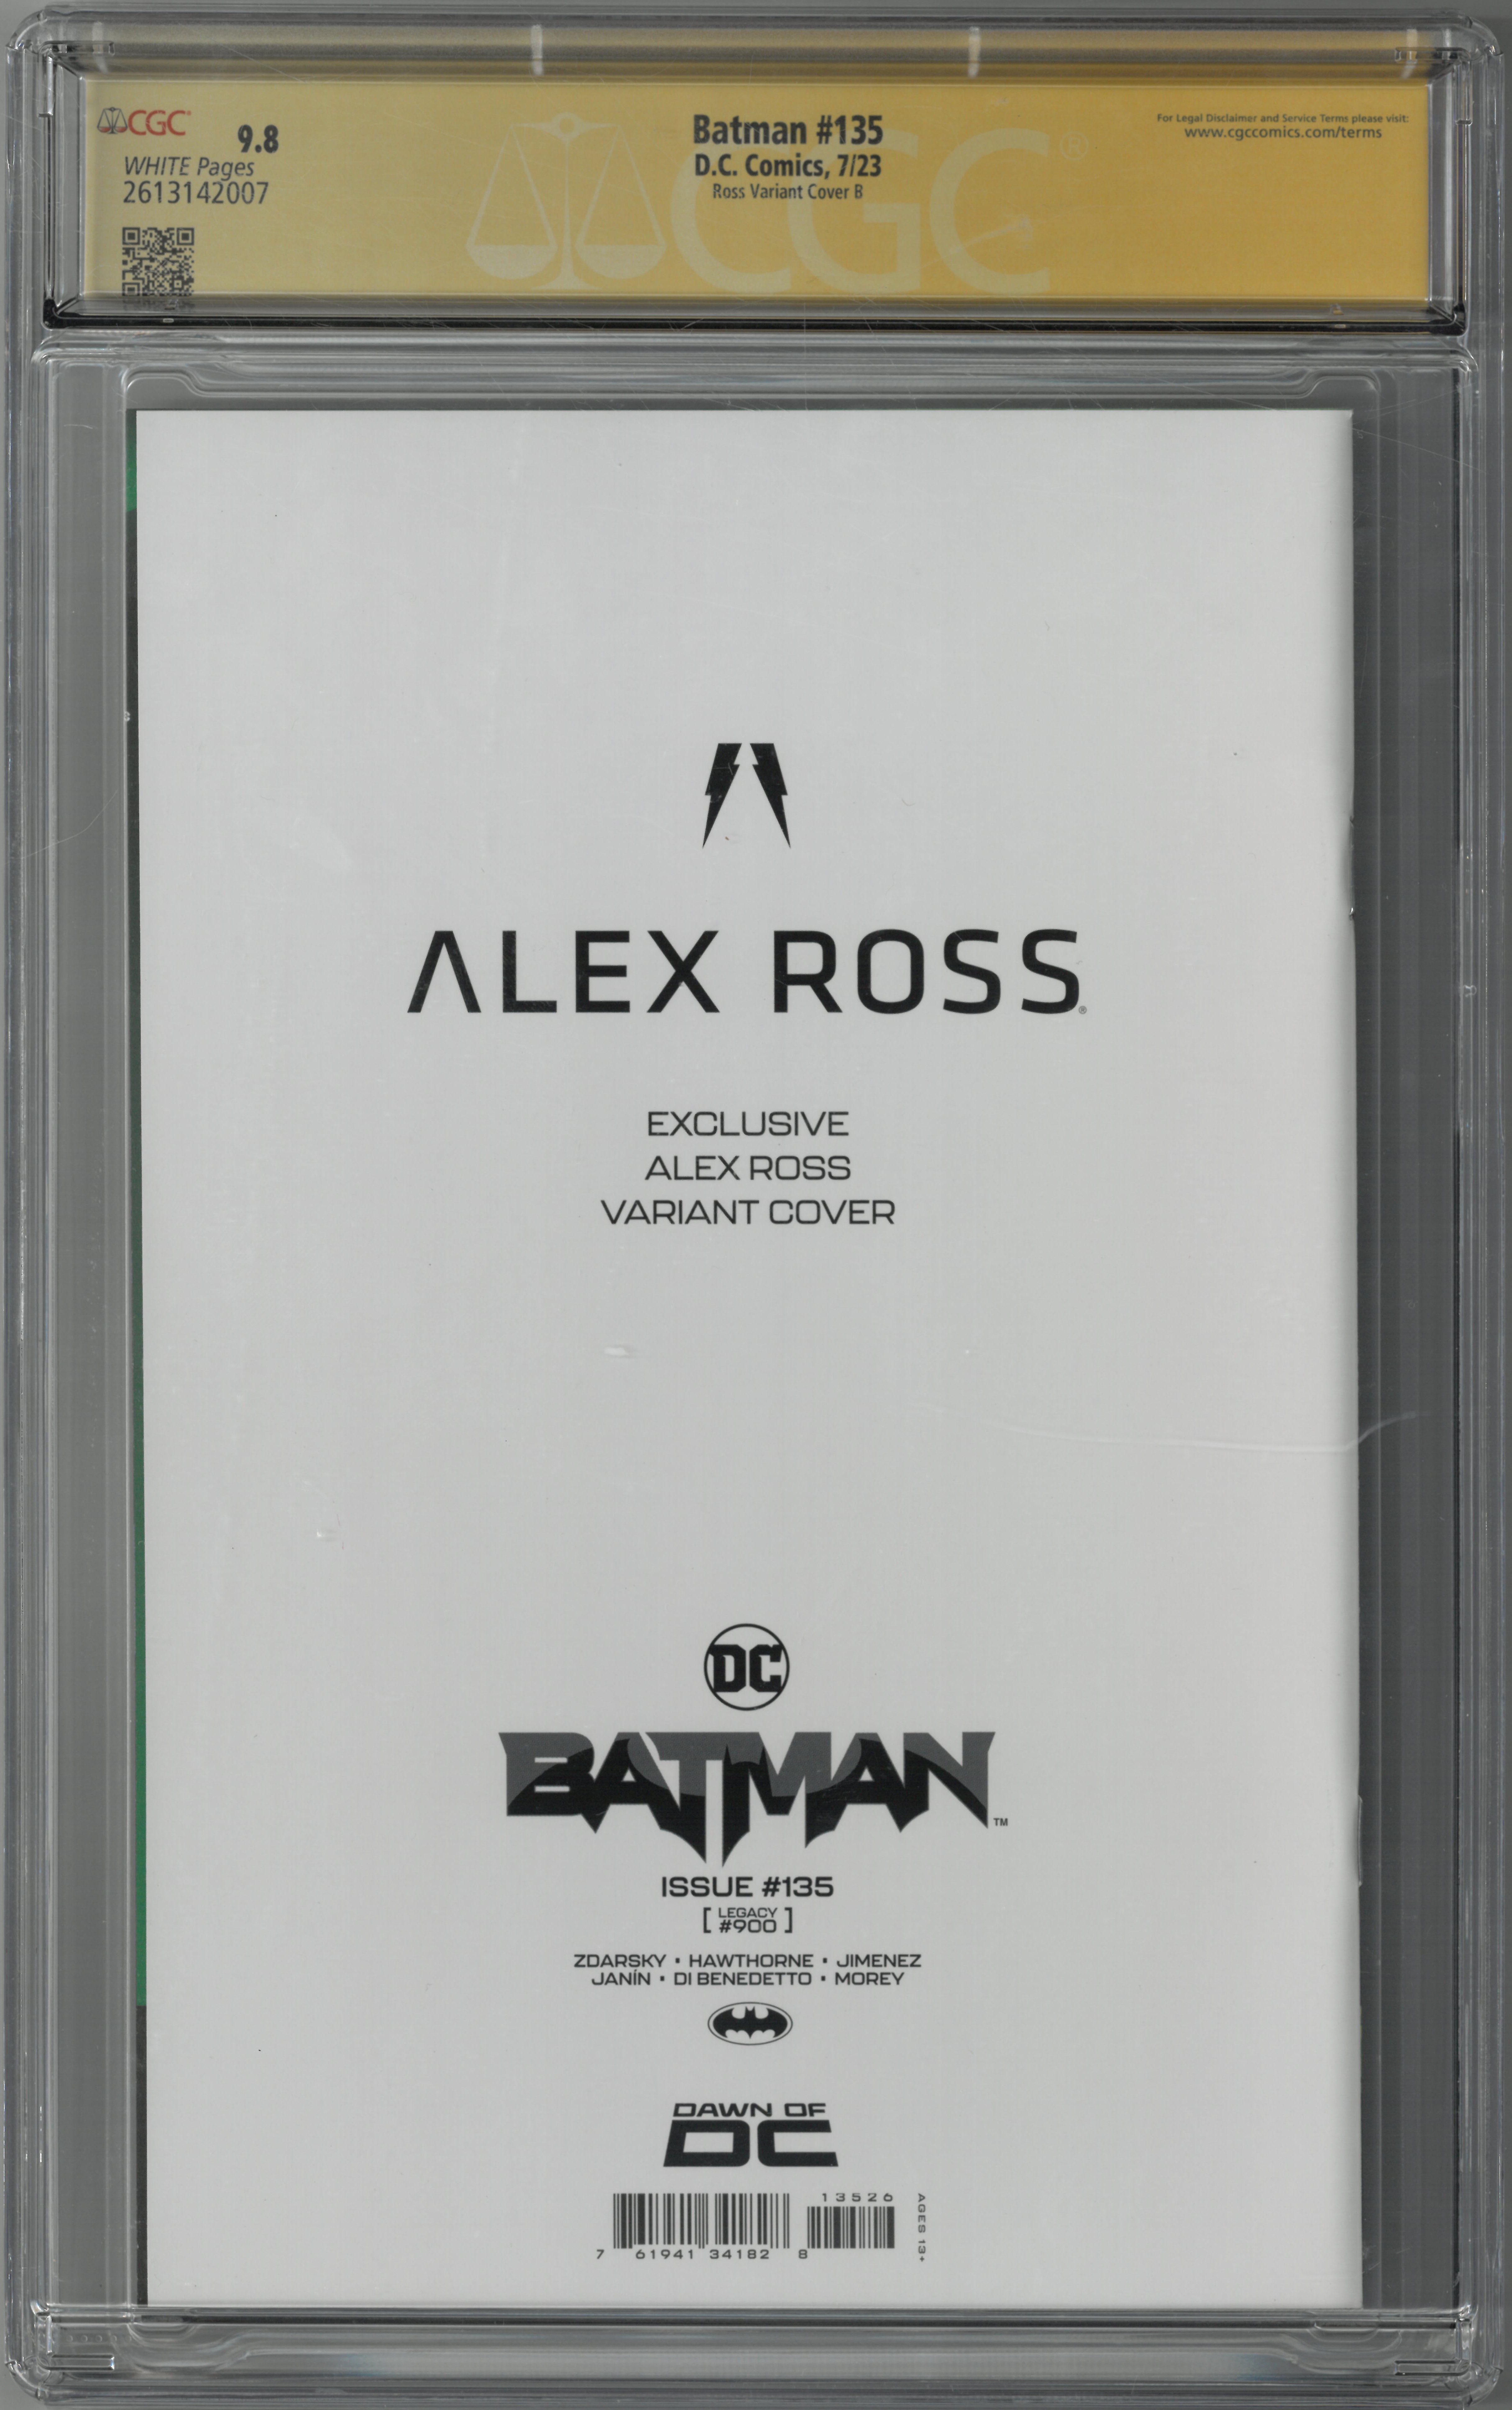 CGC
9.8
WHITE Pages
2613142007
Batman #135
D.C. Comics, 7/23
Ross Variant Cover B
For Legal Disclaimer and Service Terms please visit:
www.cgccomics.com/terms
CGC®
ALEX ROSS®
EXCLUSIVE
ALEX ROSS
VARIANT COVER
DC
BATMAN™
ISSUE #135
[ LEGACY
#900 ]
ZDARSKY • HAWTHORNE • JIMENEZ
JANÍN • DI BENEDETTO • MOREY
DAWN OF
DC
13526
7 61941 34182 8
AGES 13+